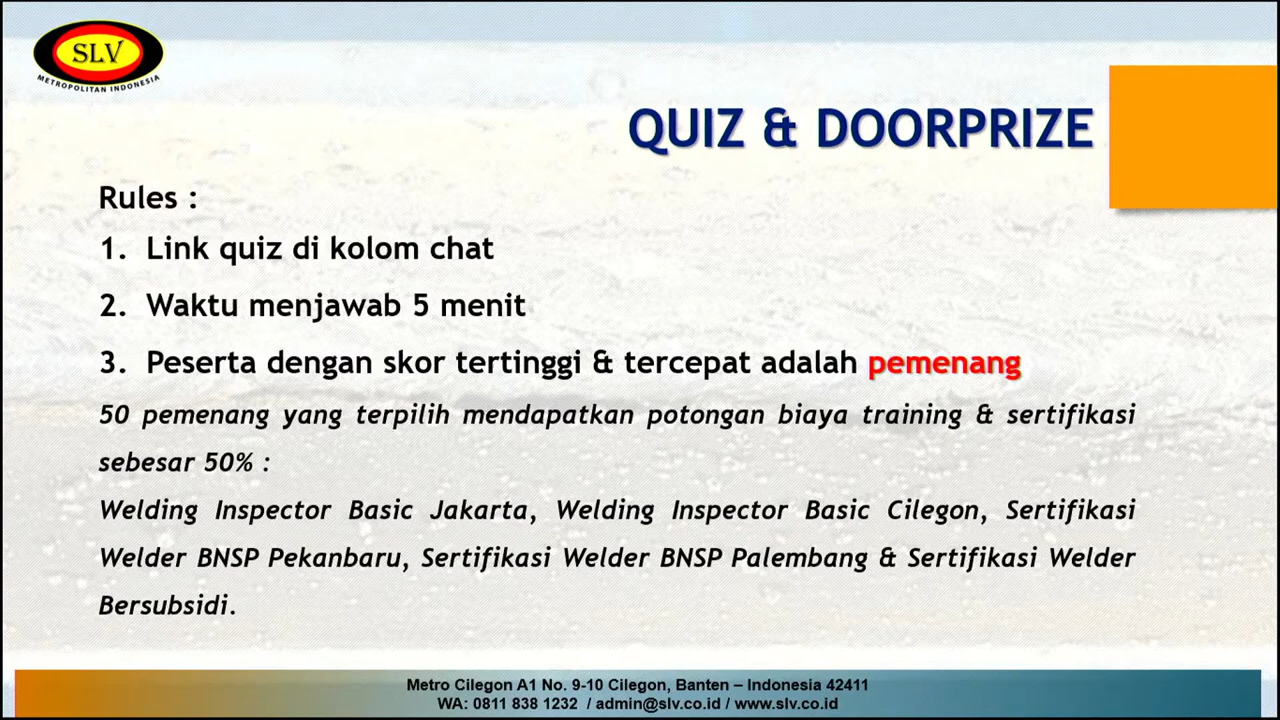 SLV
METROPOLITAN INDONESIA
QUIZ & DOORPRIZE
Rules :
1. Link quiz di kolom chat
2. Waktu menjawab 5 menit
3. Peserta dengan skor tertinggi & tercepat adalah pemenang
50 pemenang yang terpilih mendapatkan potongan biaya training & sertifikasi
sebesar 50% :
Welding Inspector Basic Jakarta, Welding Inspector Basic Cilegon, Sertifikasi
Welder BNSP Pekanbaru, Sertifikasi Welder BNSP Palembang & Sertifikasi Welder
Bersubsidi.
Metro Cilegon A1 No. 9-10 Cilegon, Banten – Indonesia 42411
WA: 0811 838 1232 / admin@slv.co.id / www.slv.co.id